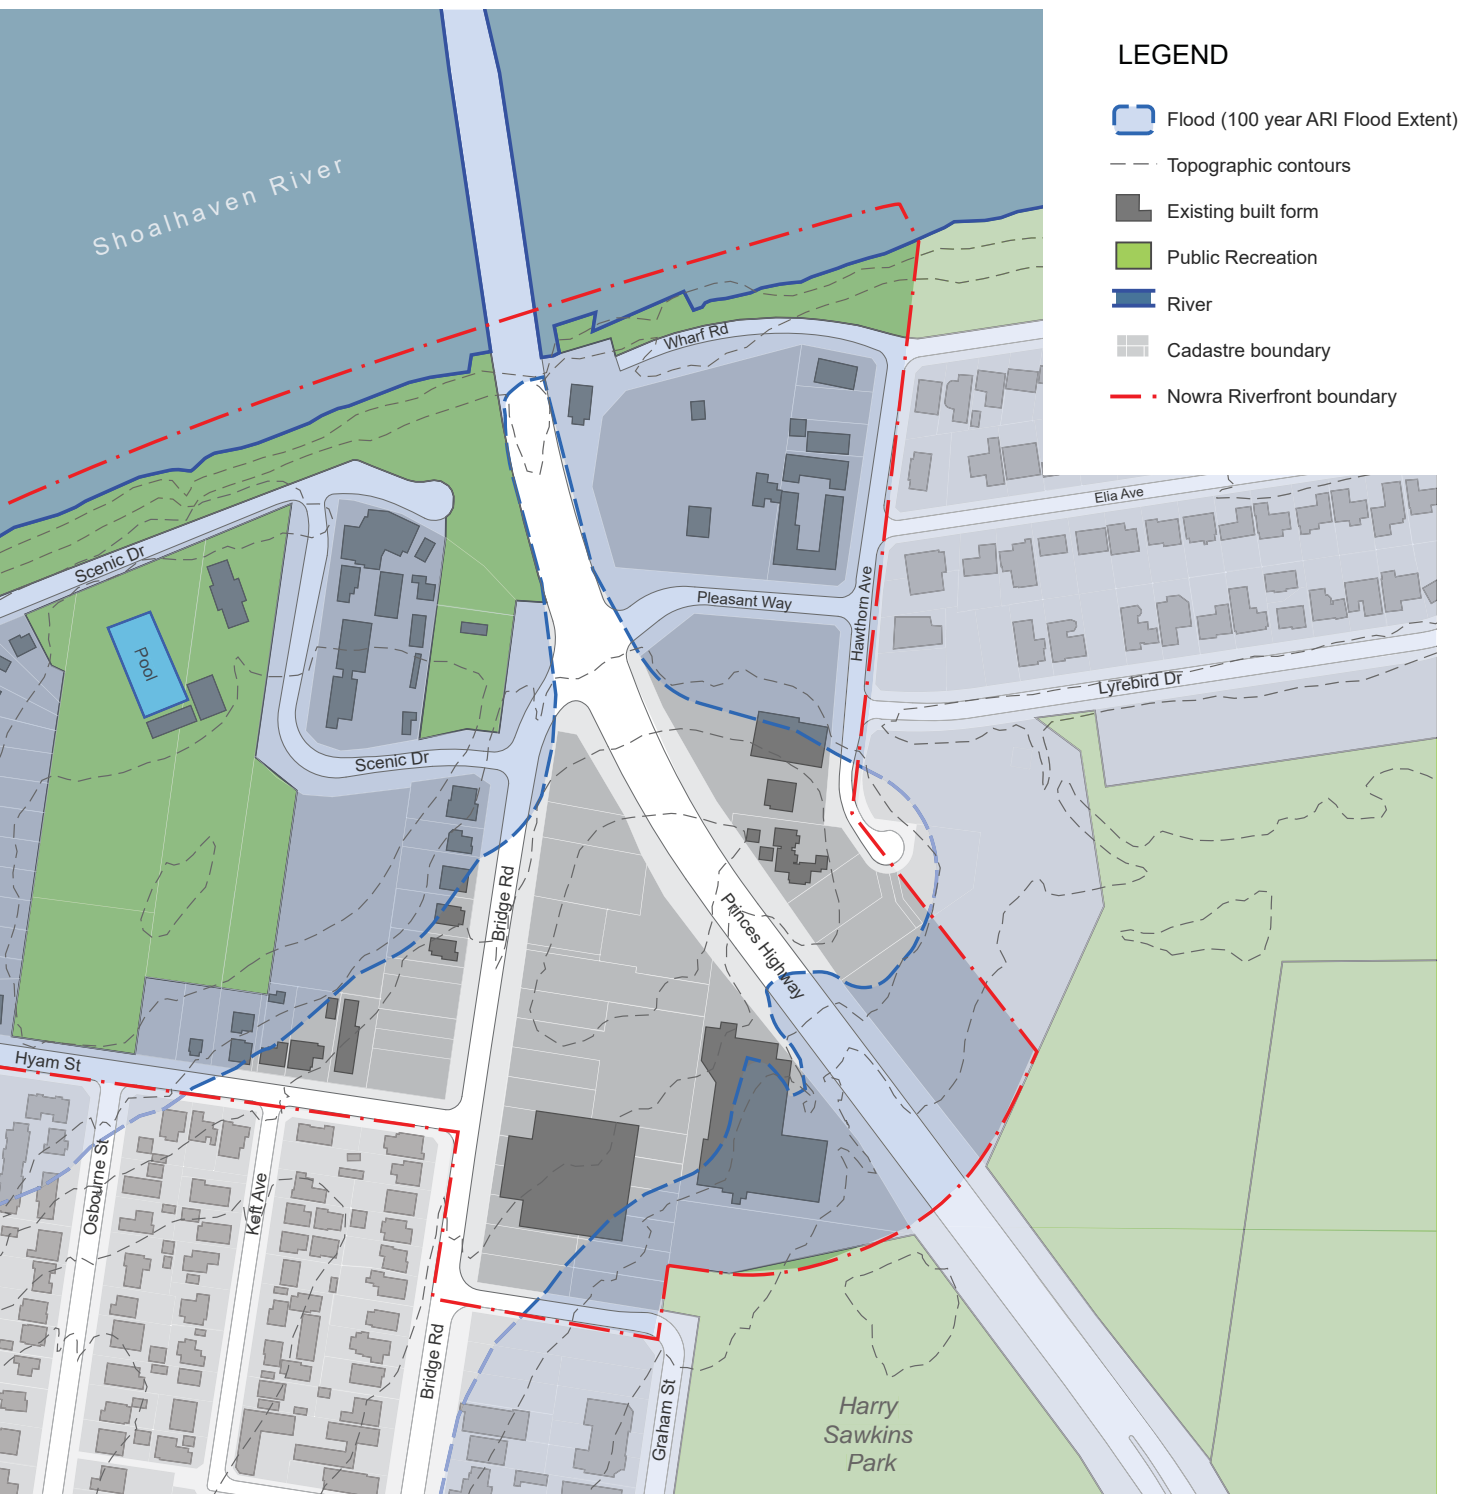 LEGEND
Flood (100 year ARI Flood Extent)
Topographic contours
Existing built form
Public Recreation
River
Cadastre boundary
Nowra Riverfront boundary
Shoalhaven River
Wharf Rd
Elia Ave
Scenic Dr
Pleasant Way
Hawthorn Ave
Pool
Lyrebird Dr
Scenic Dr
Bridge Rd
Princes Highway
Hyam St
Osbourne St
Keft Ave
Bridge Rd
Graham St
Harry
Sawkins
Park